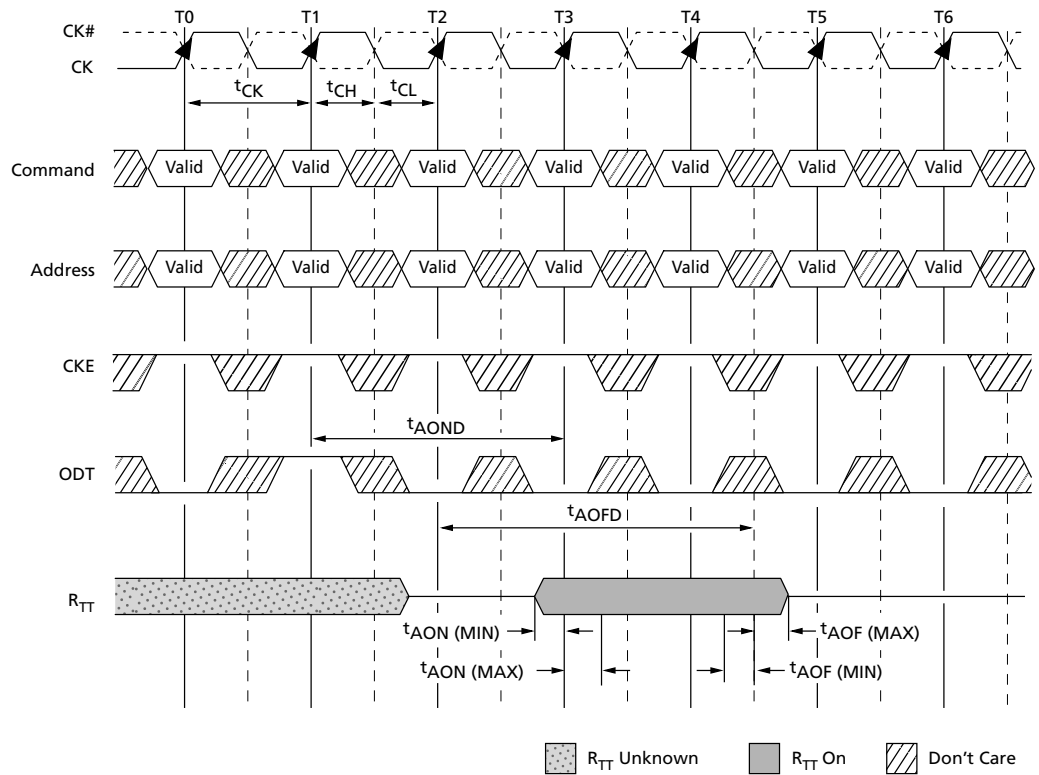 T0 T1 T2 T3 T4 T5 T6
CK#
CK
tCK tCH tCL
Command Valid Valid Valid Valid Valid Valid Valid
Address Valid Valid Valid Valid Valid Valid Valid
CKE
tAOND
ODT
tAOFD
RTT
tAON (MIN) tAOF (MAX)
tAON (MAX) tAOF (MIN)
RTT Unknown RTT On Don't Care